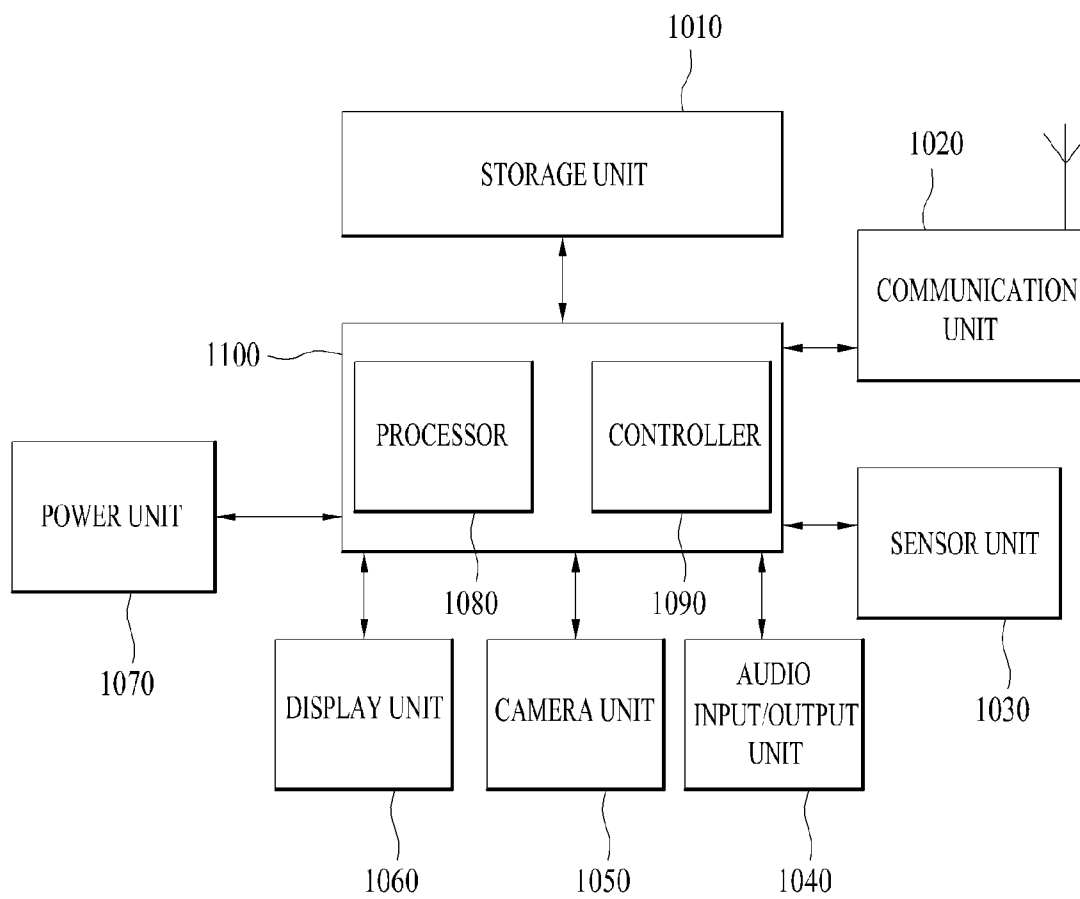 1010
STORAGE UNIT
1020
COMMUNICATION
UNIT
1100
PROCESSOR
CONTROLLER
POWER UNIT
SENSOR UNIT
1080
1090
1070
DISPLAY UNIT
CAMERA UNIT
AUDIO
INPUT/OUTPUT
UNIT
1030
1060
1050
1040